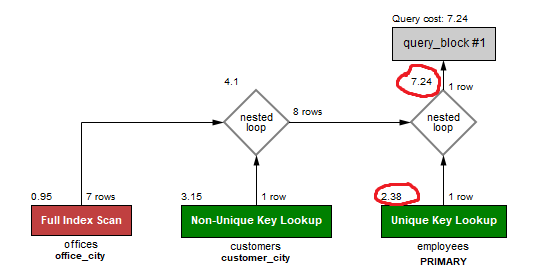 Query cost: 7.24
query_block #1
7.24
1 row
4.1
nested
loop
8 rows
nested
loop
0.95
7 rows
3.15
1 row
2.38
1 row
Full Index Scan
Non-Unique Key Lookup
Unique Key Lookup
offices
office_city
customers
customer_city
employees
PRIMARY